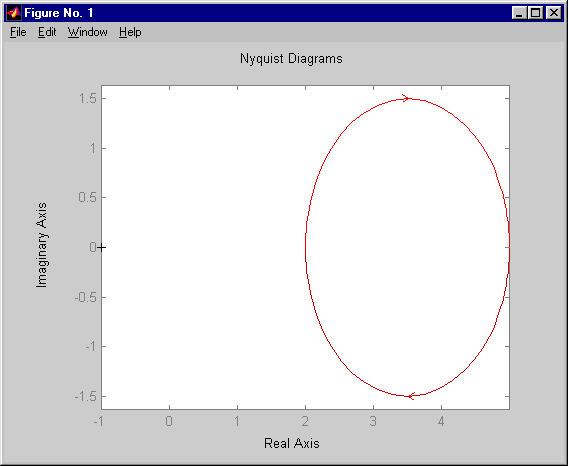 Figure No. 1
File Edit Window Help
Nyquist Diagrams
1.5
1
0.5
0
-0.5
-1
-1.5
Imaginary Axis
-1 0 1 2 3 4
Real Axis